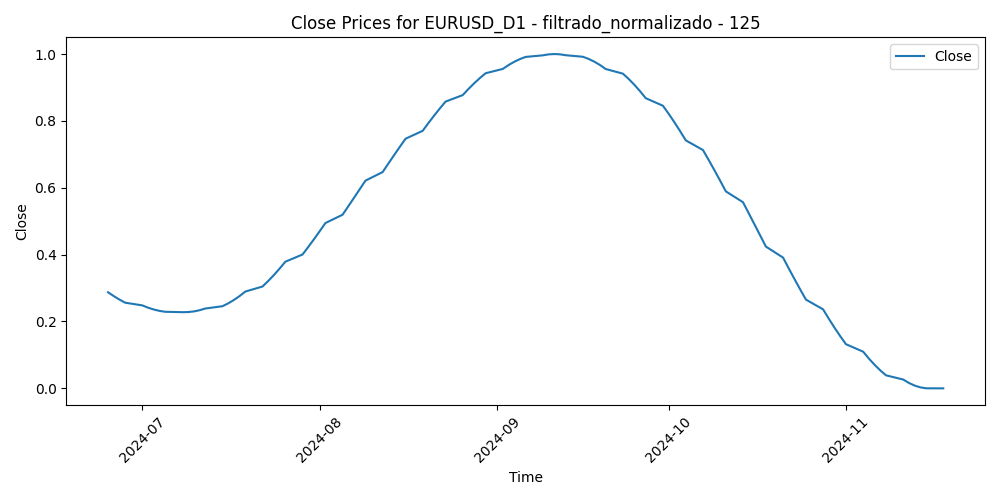 Close Prices for EURUSD_D1 - filtrado_normalizado - 125
Close
1.0
0.8
0.6
0.4
0.2
0.0
Close
2024-07
2024-08
2024-09
2024-10
2024-11
Time